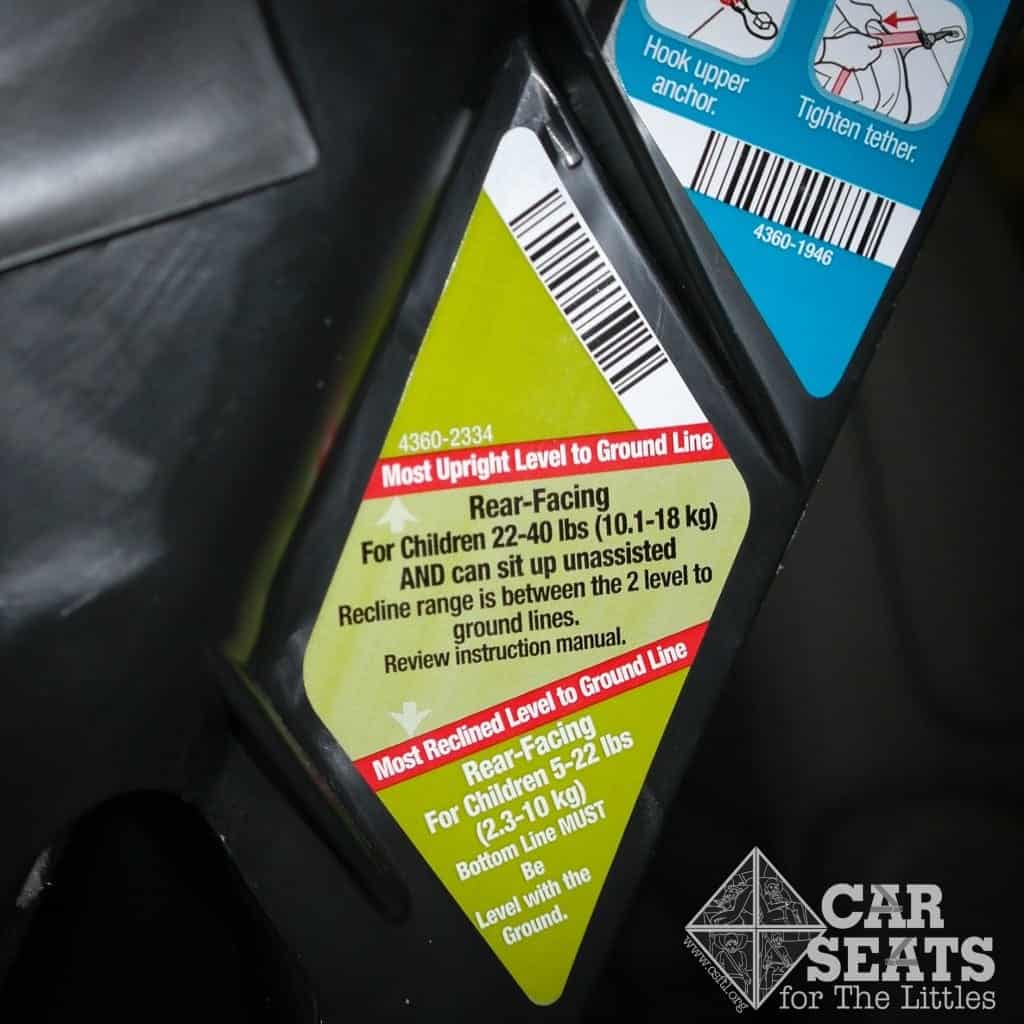 Hook upper
anchor.
Tighten tether.
4360-1946
4360-2334
Most Upright Level to Ground Line
Rear-Facing
For Children 22-40 lbs (10.1-18 kg)
AND can sit up unassisted
Recline range is between the 2 level to
ground lines.
Review instruction manual.
Most Reclined Level to Ground Line
Rear-Facing
For Children 5-22 lbs
(2.3-10 kg)
Bottom Line MUST
Be
Level with the
Ground.
www.csftl.org
CAR
SEATS
for The Littles